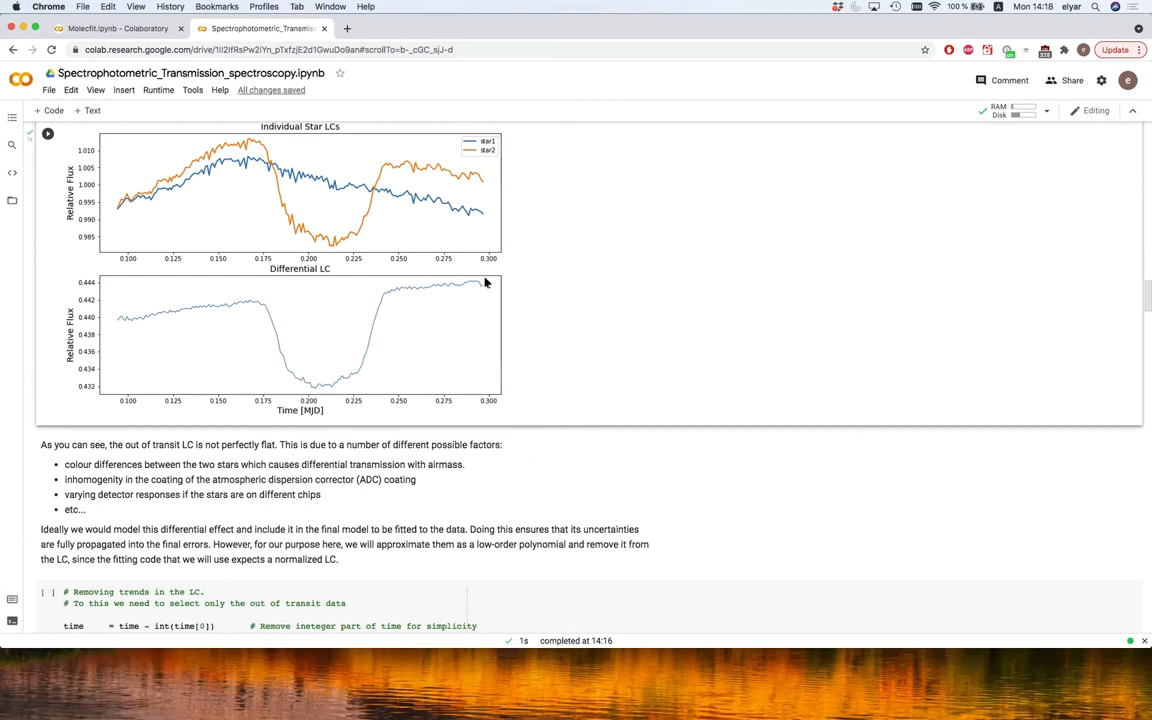 Chrome File Edit View History Bookmarks Profiles Tab Window Help 100 % Mon 14:18 elyar
Molecfit.ipynb - Colaboratory Spectrophotometric_Transmiss
Update
Spectrophotometric_Transmission_spectroscopy.ipynb
Comment Share
File Edit View Insert Runtime Tools Help All changes saved
+ Code + Text RAM Disk Editing
1s
Individual Star LCs
star1
star2
1.010
1.005
1.000
0.995
0.990
0.985
Relative Flux
0.100 0.125 0.150 0.175 0.200 0.225 0.250 0.275 0.300
Differential LC
0.444
0.442
0.440
0.438
0.436
0.434
0.432
Relative Flux
0.100 0.125 0.150 0.175 0.200 0.225 0.250 0.275 0.300
Time [MJD]
As you can see, the out of transit LC is not perfectly flat. This is due to a number of different possible factors:
• colour differences between the two stars which causes differential transmission with airmass.
• inhomogenity in the coating of the atmospheric dispersion corrector (ADC) coating
• varying detector responses if the stars are on different chips
• etc...
Ideally we would model this differential effect and include it in the final model to be fitted to the data. Doing this ensures that its uncertainties
are fully propagated into the final errors. However, for our purpose here, we will approximate them as a low-order polynomial and remove it from
the LC, since the fitting code that we will use expects a normalized LC.
[ ] # Removing trends in the LC.
# To this we need to select only the out of transit data
time = time - int(time[0]) # Remove ineteger part of time for simplicity
1s completed at 14:16